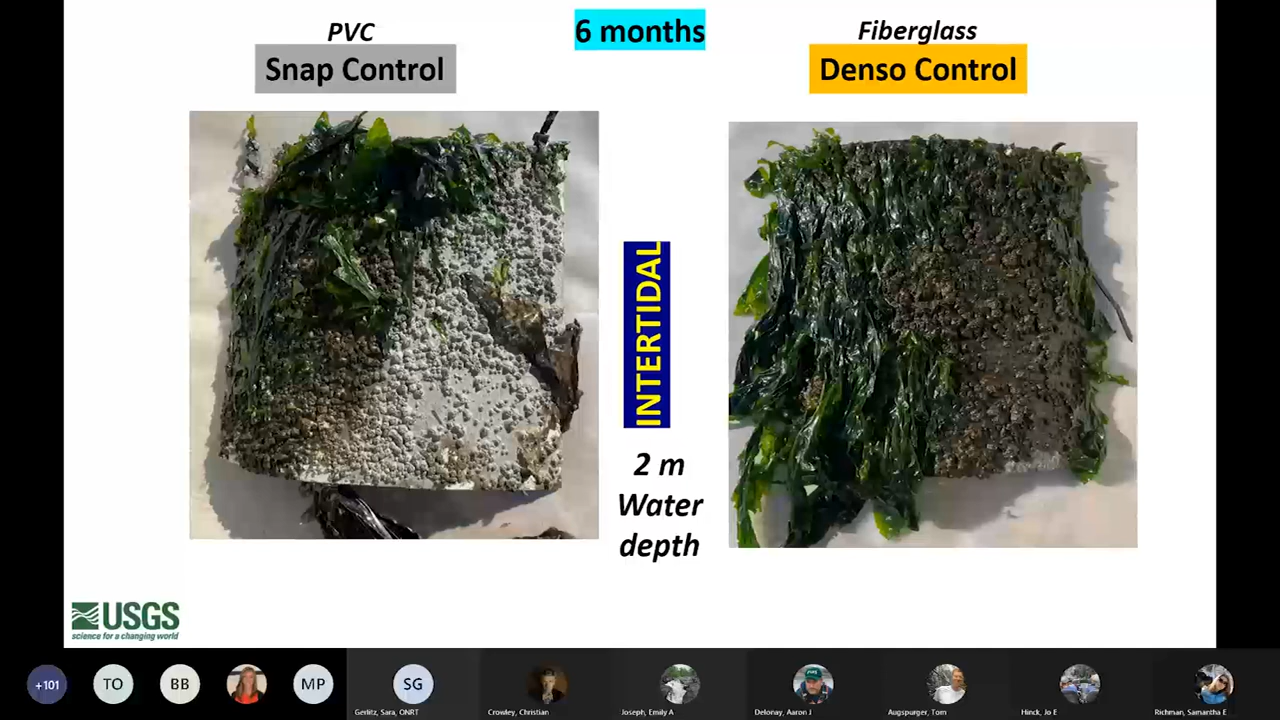 PVC
Snap Control
6 months
Fiberglass
Denso Control
INTERTIDAL
2 m
Water
depth
USGS
science for a changing world
+101
TO
BB
MP
SG
Gerlitz, Sara, ONRT
Crowley, Christian
Joseph, Emily A
Delonay, Aaron J
Augspurger, Tom
Hinck, Jo E
Richman, Samantha E